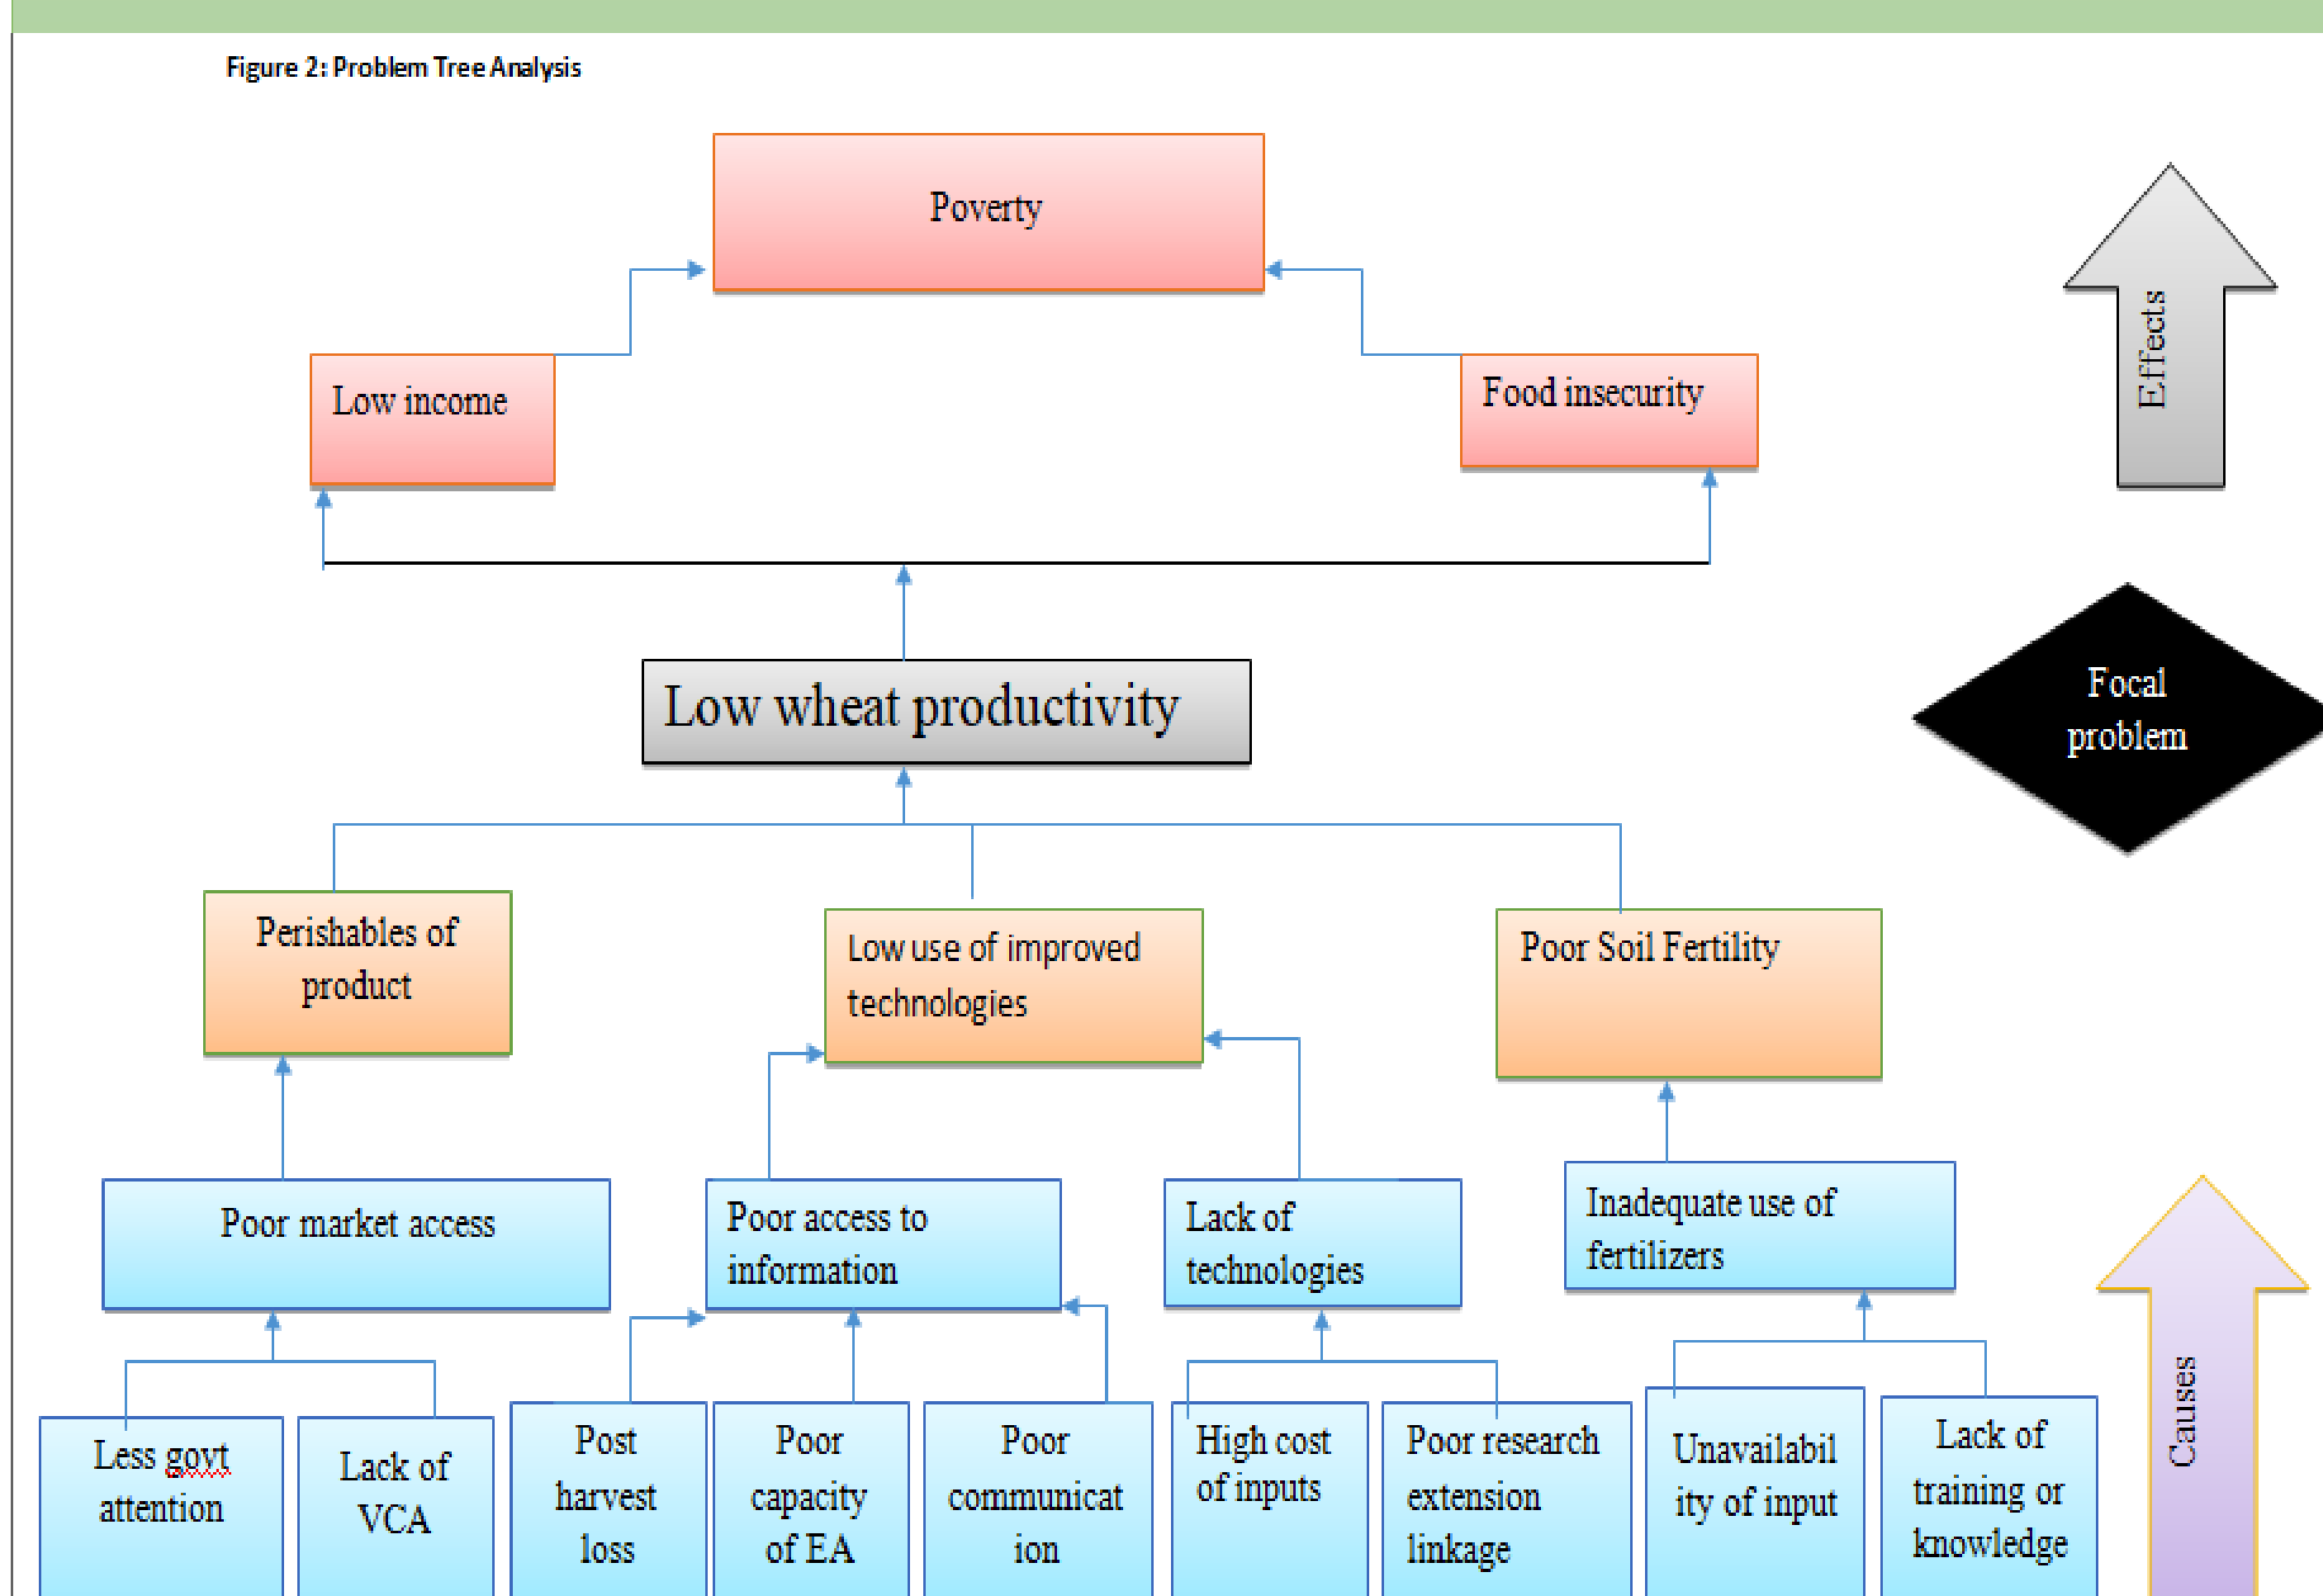 Figure 2: Problem Tree Analysis
Poverty
Effects
Low income
Food insecurity
Low wheat productivity
Focal
problem
Perishables of
product
Low use of improved
technologies
Poor Soil Fertility
Poor market access
Poor access to
information
Lack of
technologies
Inadequate use of
fertilizers
Causes
Less govt
attention
Lack of
VCA
Post
harvest
loss
Poor
capacity
of EA
Poor
communicat
ion
High cost
of inputs
Poor research
extension
linkage
Unavailabil
ity of input
Lack of
training or
knowledge